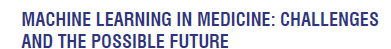 MACHINE LEARNING IN MEDICINE: CHALLENGES
AND THE POSSIBLE FUTURE